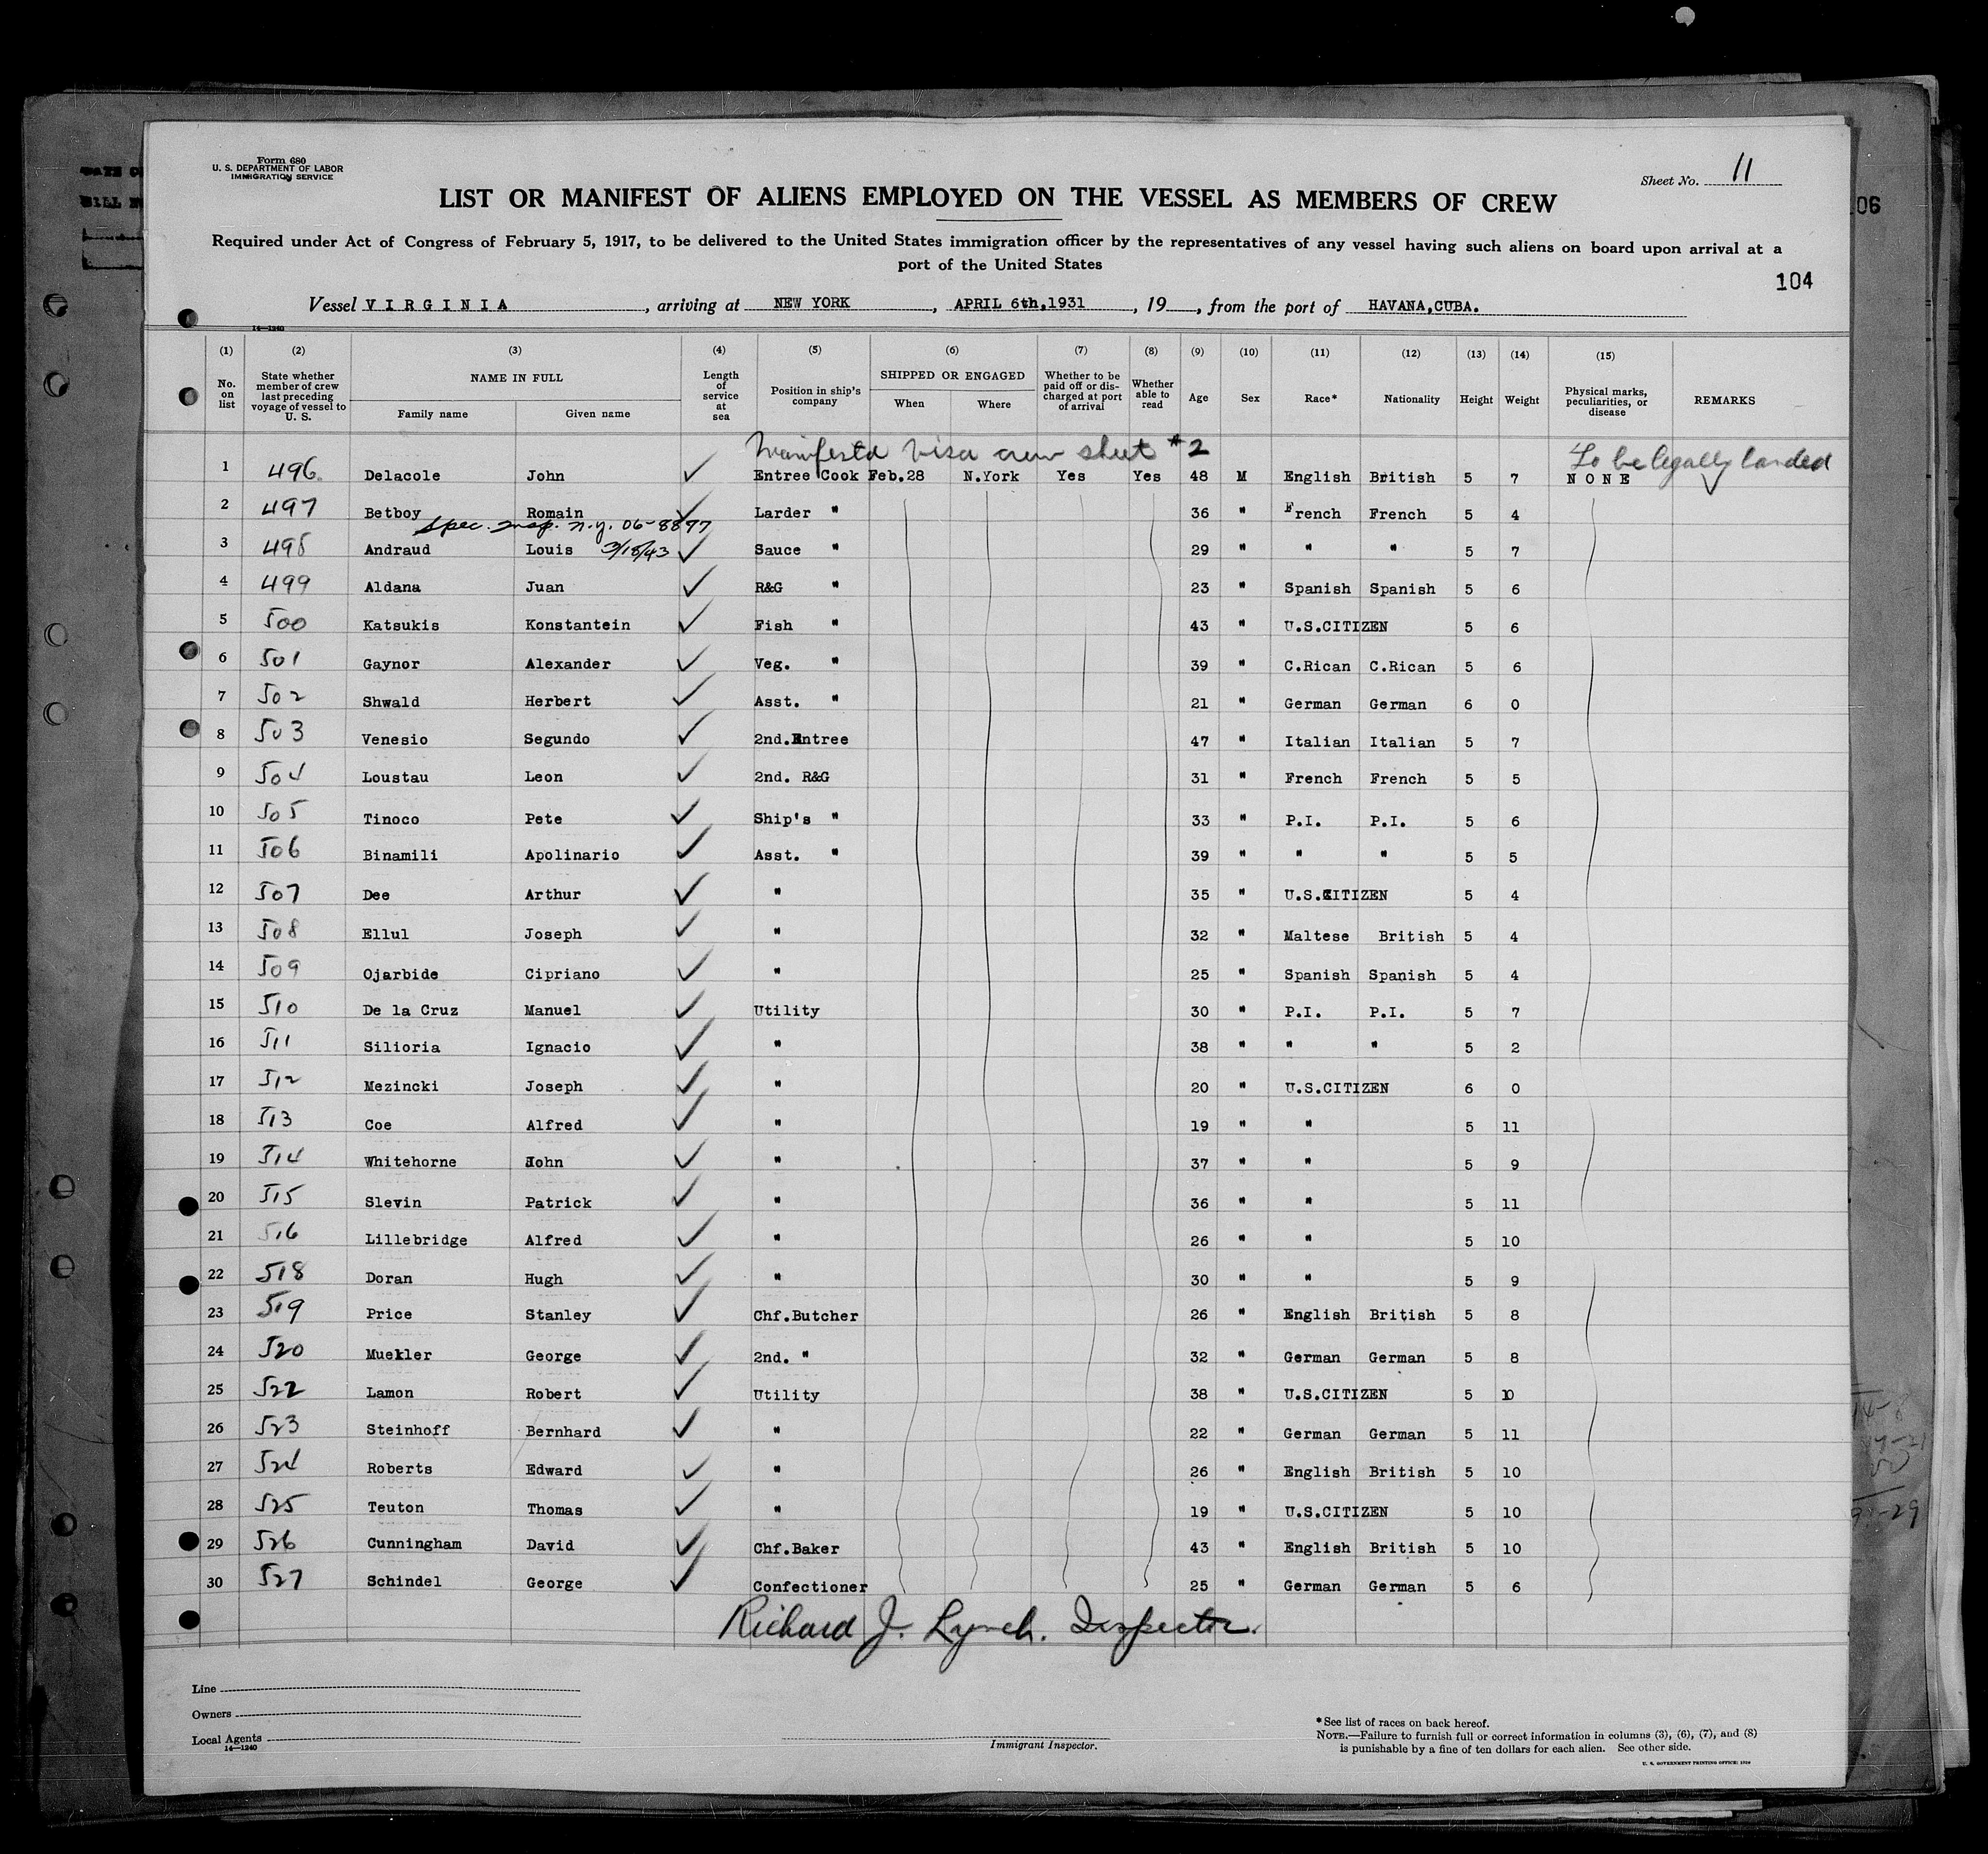 Form 680
U. S. DEPARTMENT OF LABOR
IMMIGRATION SERVICE
Sheet No. 11
LIST OR MANIFEST OF ALIENS EMPLOYED ON THE VESSEL AS MEMBERS OF CREW
Required under Act of Congress of February 5, 1917, to be delivered to the United States immigration officer by the representatives of any vessel having such aliens on board upon arrival at a
port of the United States
104
Vessel VIRGINIA, arriving at NEW YORK, APRIL 6th,1931, 19, from the port of HAVANA,CUBA.
14—1240
(1) (2) (3) (4) (5) (6) (7) (8) (9) (10) (11) (12) (13) (14) (15)
No. on list State whether member of crew last preceding voyage of vessel to U. S. NAME IN FULL Family name Given name Length of service at sea Position in ship's company SHIPPED OR ENGAGED When Where Whether to be paid off or discharged at port of arrival Whether able to read Age Sex Race* Nationality Height Weight Physical marks, peculiarities, or disease REMARKS
Manifested visa crew sheet #2 To be legally landed
1 496 Delacole John ✓ Entree Cook Feb.28 N.York Yes Yes 48 M English British 5 7 NONE
2 497 Betboy Romain ✓ Larder " 36 " French French 5 4
spec. insp. n.y. 06-8897
3 498 Andraud Louis 3/18/43 ✓ Sauce " 29 " " " 5 7
4 499 Aldana Juan ✓ R&G " 23 " Spanish Spanish 5 6
5 500 Katsukis Konstantein ✓ Fish " 43 " U.S.CITIZEN 5 6
6 501 Gaynor Alexander ✓ Veg. " 39 " C.Rican C.Rican 5 6
7 502 Shwald Herbert ✓ Asst. " 21 " German German 6 0
8 503 Venesio Segundo ✓ 2nd.Entree 47 " Italian Italian 5 7
9 504 Loustau Leon ✓ 2nd. R&G 31 " French French 5 5
10 505 Tinoco Pete ✓ Ship's " 33 " P.I. P.I. 5 6
11 506 Binamili Apolinario ✓ Asst. " 39 " " " 5 5
12 507 Dee Arthur ✓ " 35 " U.S.CITIZEN 5 4
13 508 Ellul Joseph ✓ " 32 " Maltese British 5 4
14 509 Ojarbide Cipriano ✓ " 25 " Spanish Spanish 5 4
15 510 De la Cruz Manuel ✓ Utility 30 " P.I. P.I. 5 7
16 511 Silioria Ignacio ✓ " 38 " " " 5 2
17 512 Mezincki Joseph ✓ " 20 " U.S.CITIZEN 6 0
18 513 Coe Alfred ✓ " 19 " " 5 11
19 514 Whitehorne John ✓ " 37 " " 5 9
20 515 Slevin Patrick ✓ " 36 " " 5 11
21 516 Lillebridge Alfred ✓ " 26 " " 5 10
22 518 Doran Hugh ✓ " 30 " " 5 9
23 519 Price Stanley ✓ Chf.Butcher 26 " English British 5 8
24 520 Muekler George ✓ 2nd. " 32 " German German 5 8
25 522 Lamon Robert ✓ Utility 38 " U.S.CITIZEN 5 10
26 523 Steinhoff Bernhard ✓ " 22 " German German 5 11
27 524 Roberts Edward ✓ " 26 " English British 5 10
28 525 Teuton Thomas ✓ " 19 " U.S.CITIZEN 5 10
29 526 Cunningham David ✓ Chf.Baker 43 " English British 5 10
30 527 Schindel George ✓ Confectioner 25 " German German 5 6
Richard J. Lynch. Inspector.
Line
Owners
Local Agents
14—1240
Immigrant Inspector.
*See list of races on back hereof.
NOTE.—Failure to furnish full or correct information in columns (3), (6), (7), and (8)
is punishable by a fine of ten dollars for each alien. See other side.
U. S. GOVERNMENT PRINTING OFFICE: 1929